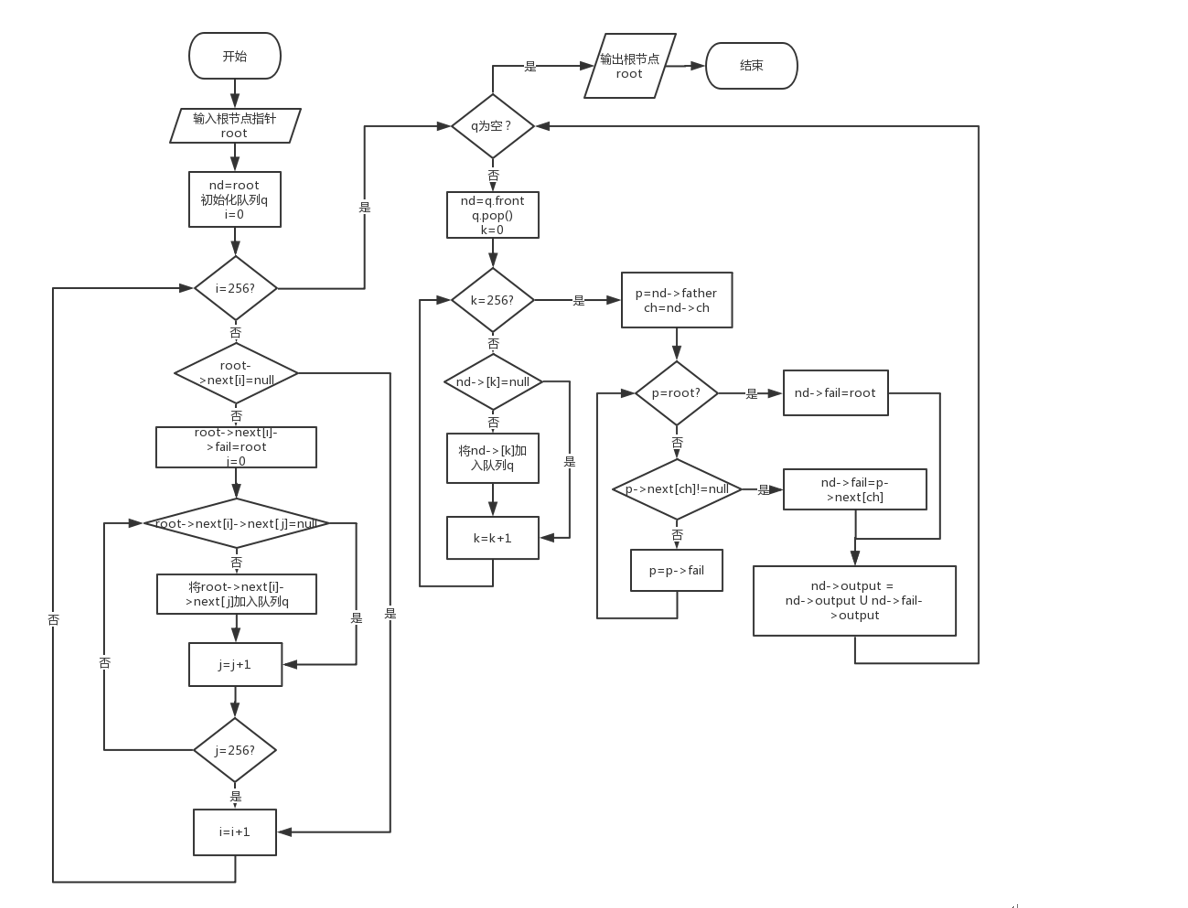 开始
输入根节点指针
root
nd=root
初始化队列q
i=0
i=256?
否
是
root-
>next[i]=null
否
root->next[i]-
>fail=root
j=0
root->next[i]->next[j]=null
否
将root->next[i]-
>next[j]加入队列q
是
是
否
否
j=j+1
j=256?
是
i=i+1
q为空？
是
输出根节点
root
结束
否
nd=q.front
q.pop()
k=0
k=256?
是
否
nd->[k]=null
否
是
将nd->[k]加
入队列q
k=k+1
p=nd->father
ch=nd->ch
p=root?
是
nd->fail=root
否
p->next[ch]!=null
是
nd->fail=p-
>next[ch]
否
p=p->fail
nd->output =
nd->output U nd->fail-
>output